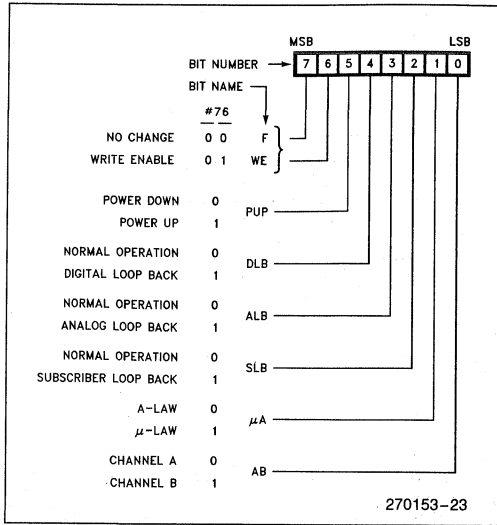 MSB LSB
BIT NUMBER 7 6 5 4 3 2 1 0
BIT NAME
#76
NO CHANGE 0 0 F
WRITE ENABLE 0 1 WE
POWER DOWN 0
PUP
POWER UP 1
NORMAL OPERATION 0
DLB
DIGITAL LOOP BACK 1
NORMAL OPERATION 0
ALB
ANALOG LOOP BACK 1
NORMAL OPERATION 0
SLB
SUBSCRIBER LOOP BACK 1
A-LAW 0
μA
μ-LAW 1
CHANNEL A 0
AB
CHANNEL B 1
270153-23